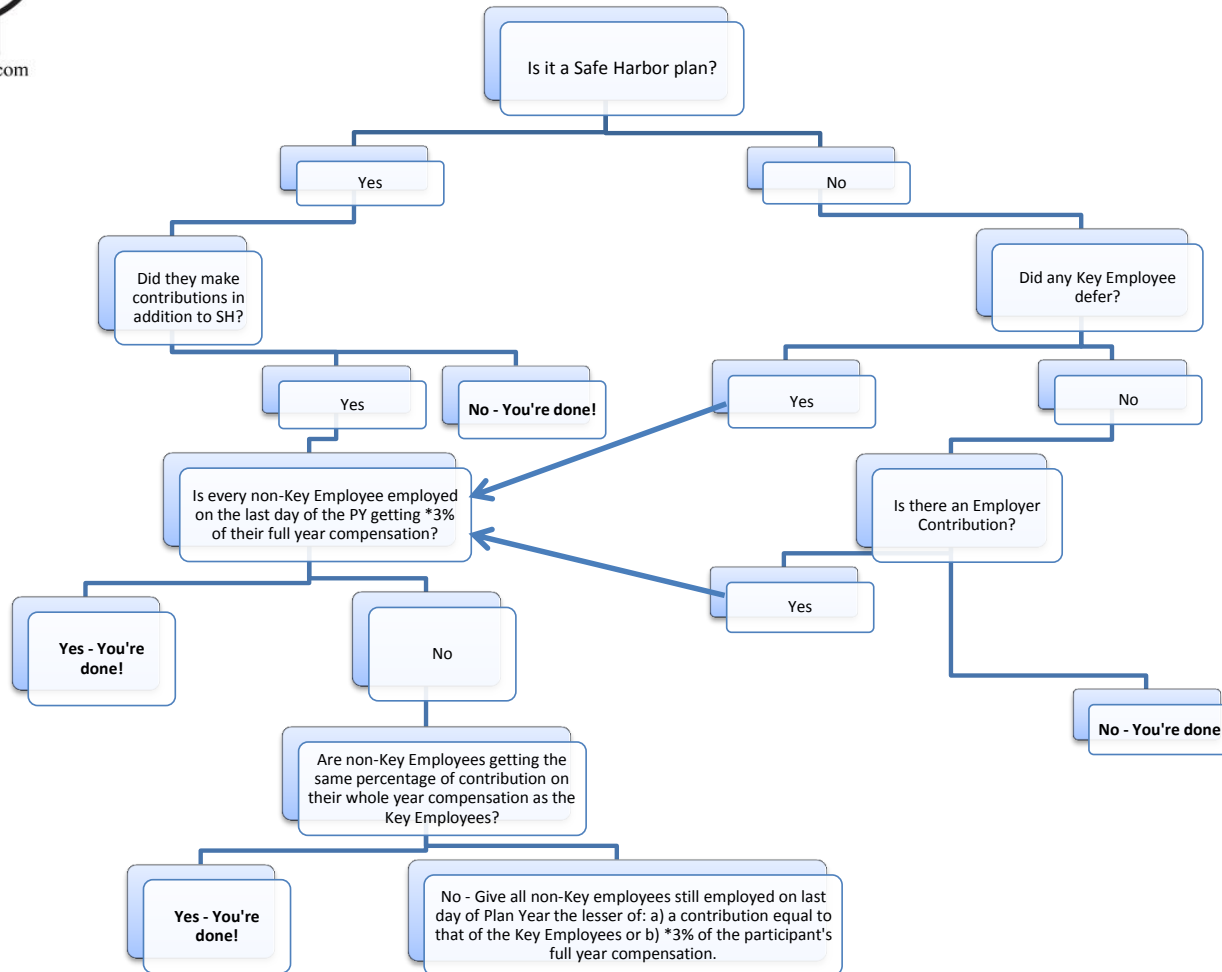 com
Is it a Safe Harbor plan?
Yes
No
Did they make
contributions in
addition to SH?
Did any Key Employee
defer?
Yes
No - You're done!
Yes
No
Is every non-Key Employee employed
on the last day of the PY getting *3%
of their full year compensation?
Is there an Employer
Contribution?
Yes
Yes - You're
done!
No
No - You're done
Are non-Key Employees getting the
same percentage of contribution on
their whole year compensation as the
Key Employees?
Yes - You're
done!
No - Give all non-Key employees still employed on last
day of Plan Year the lesser of: a) a contribution equal to
that of the Key Employees or b) *3% of the participant's
full year compensation.